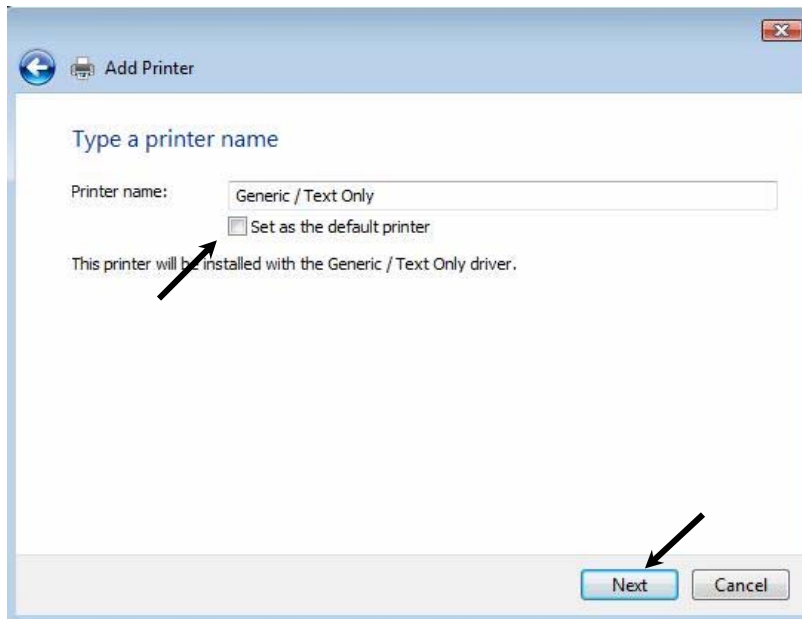 Add Printer
Type a printer name
Printer name: Generic / Text Only
Set as the default printer
This printer will be installed with the Generic / Text Only driver.
Next Cancel